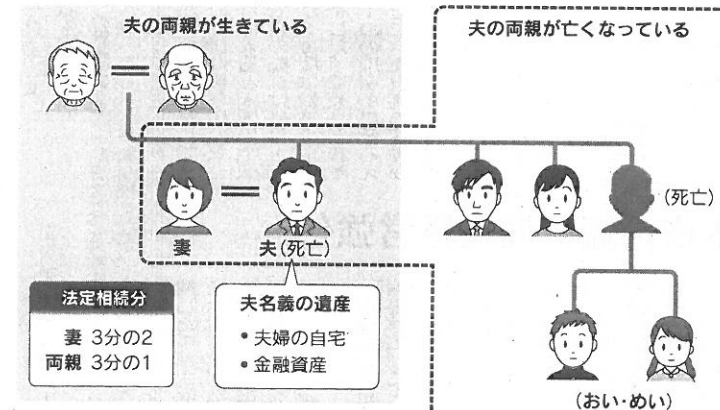 夫の両親が生きている
夫の両親が亡くなっている
妻
夫(死亡)
(死亡)
法定相続分
妻 3分の2
両親 3分の1
夫名義の遺産
• 夫婦の自宅
• 金融資産
(おい・めい)